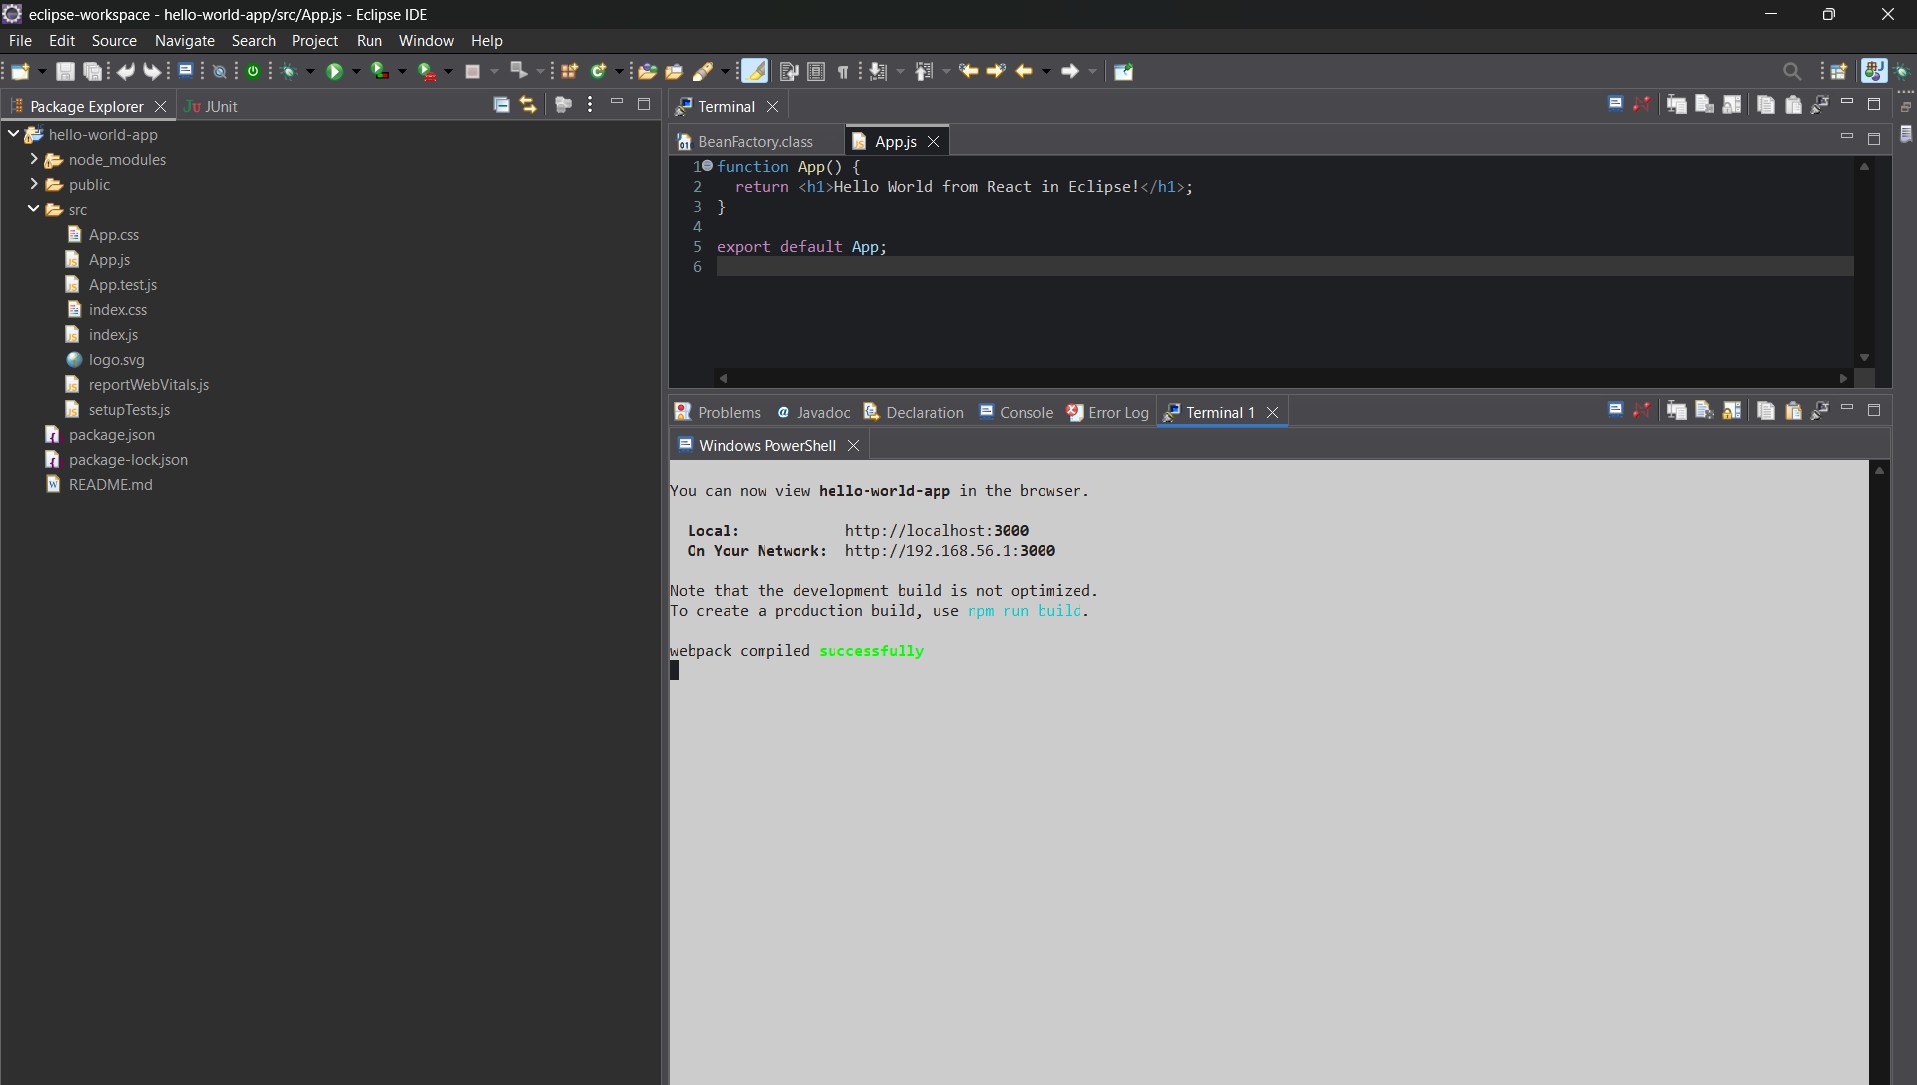 eclipse-workspace - hello-world-app/src/App.js - Eclipse IDE
File Edit Source Navigate Search Project Run Window Help
Package Explorer
JUnit
hello-world-app
node_modules
public
src
App.css
App.js
App.test.js
index.css
index.js
logo.svg
reportWebVitals.js
setupTests.js
package.json
package-lock.json
README.md
Terminal
BeanFactory.class
App.js
1 function App() {
2 return <h1>Hello World from React in Eclipse!</h1>;
3 }
4
5 export default App;
6
Problems Javadoc Declaration Console Error Log Terminal 1
Windows PowerShell
You can now view hello-world-app in the browser.
Local: http://localhost:3000
On Your Network: http://192.168.56.1:3000
Note that the development build is not optimized.
To create a production build, use npm run build.
webpack compiled successfully